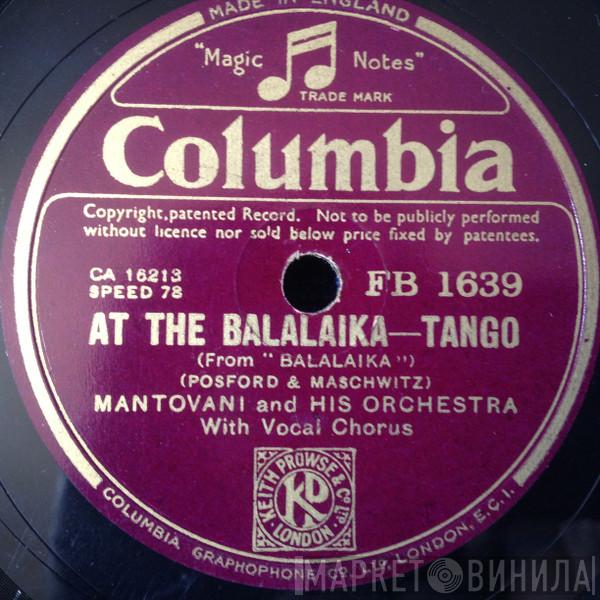 MADE IN ENGLAND
"Magic Notes"
TRADE MARK
Columbia
Copyright, patented Record. Not to be publicly performed
without licence nor sold below price fixed by patentees.
CA 16213 FB 1639
SPEED 78
AT THE BALALAIKA—TANGO
(From "BALALAIKA")
(POSFORD & MASCHWITZ)
MANTOVANI and HIS ORCHESTRA
With Vocal Chorus
KEITH PROWSE & Co Ltd.
KP
LONDON
COLUMBIA GRAPHOPHONE CO. LTD. LONDON, E.C.1.
МАРКЕТ ВИНИЛА